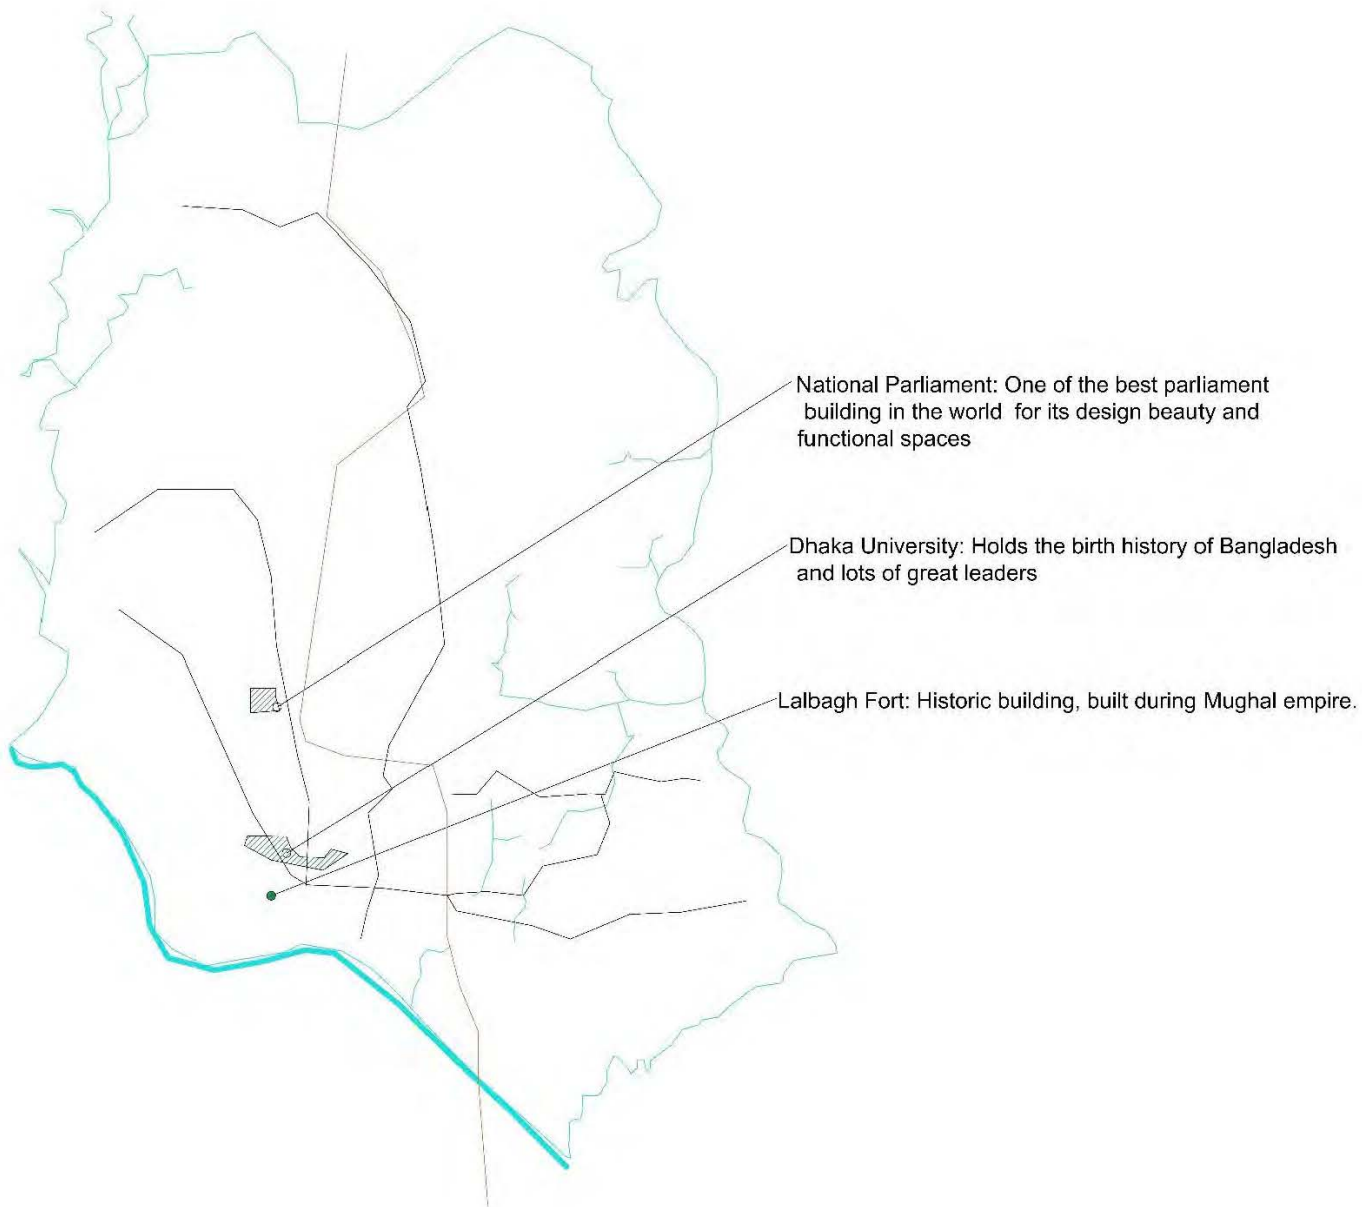 National Parliament: One of the best parliament
building in the world for its design beauty and
functional spaces
Dhaka University: Holds the birth history of Bangladesh
and lots of great leaders
Lalbagh Fort: Historic building, built during Mughal empire.